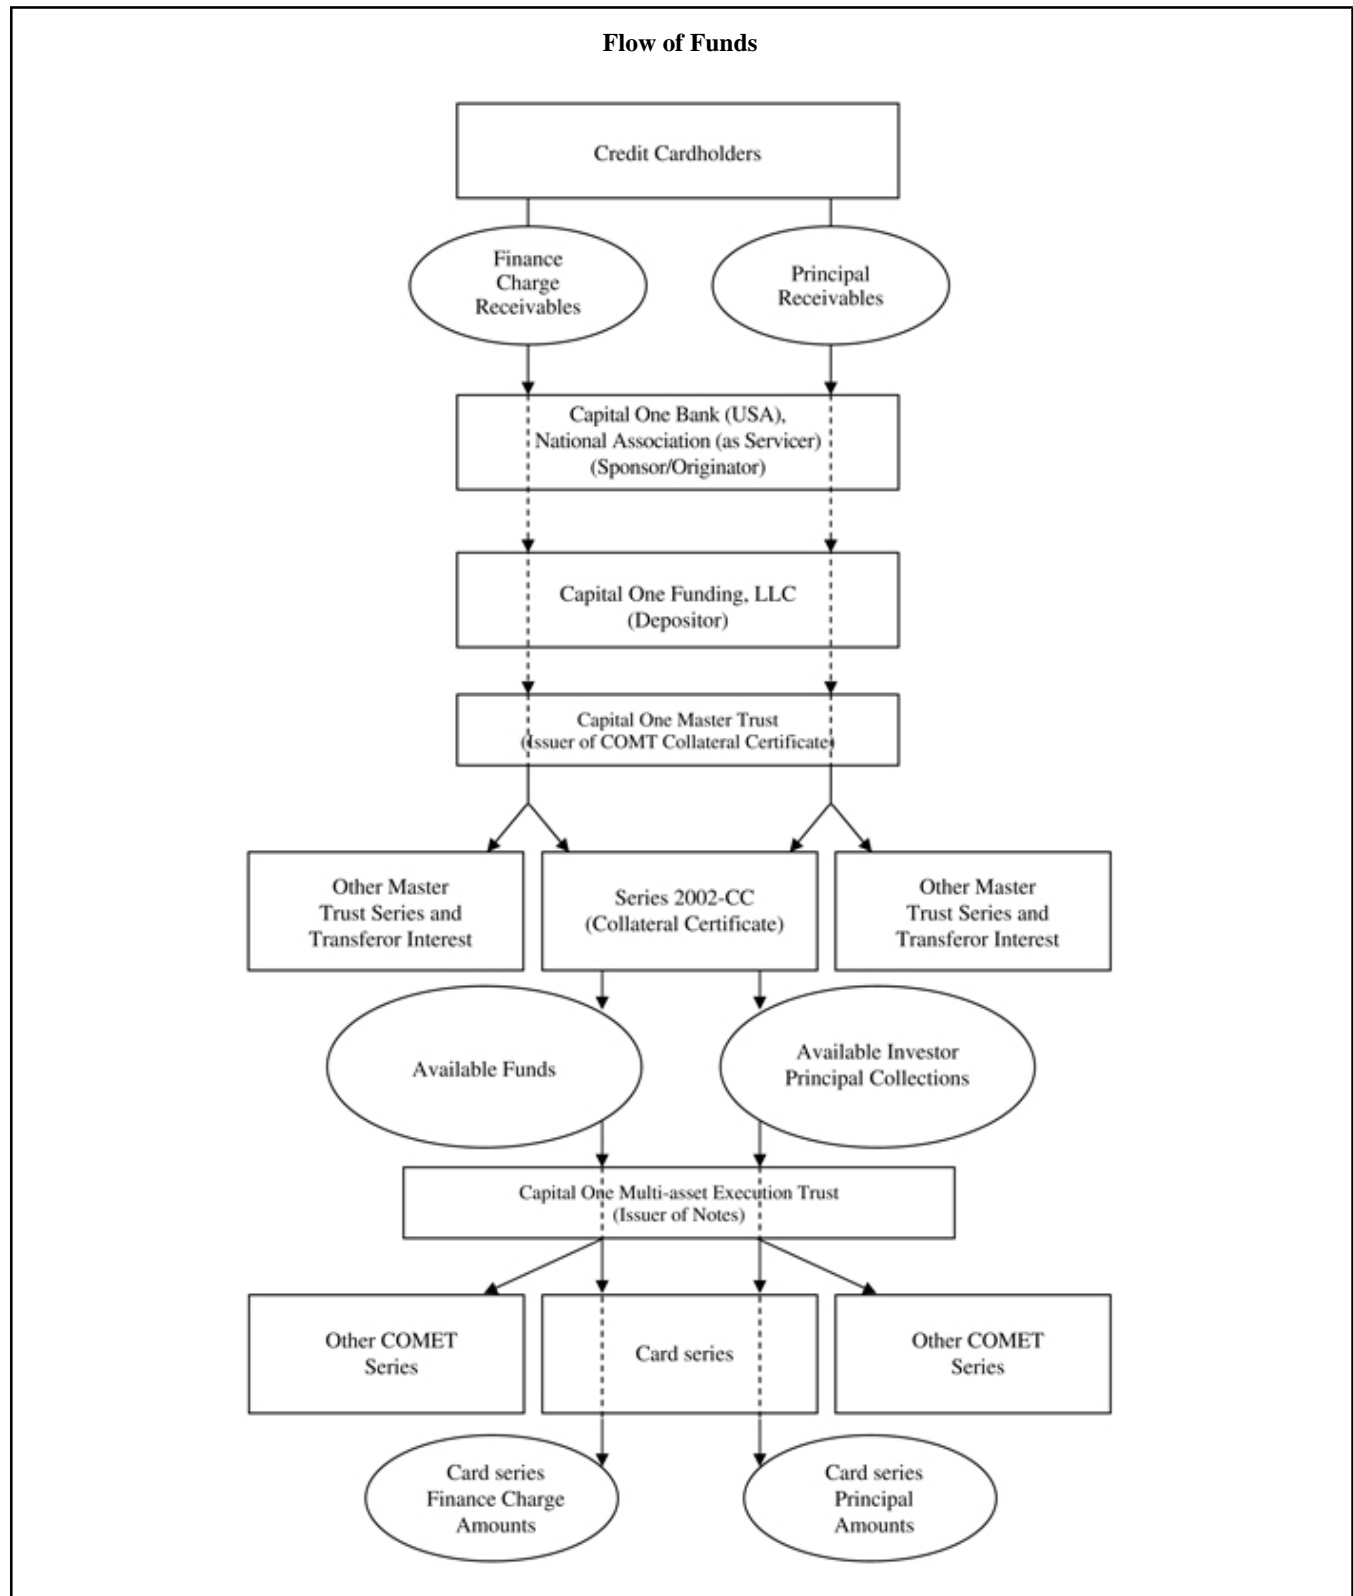 Flow of Funds
Credit Cardholders
Finance
Charge
Receivables
Principal
Receivables
Capital One Bank (USA),
National Association (as Servicer)
(Sponsor/Originator)
Capital One Funding, LLC
(Depositor)
Capital One Master Trust
(Issuer of COMT Collateral Certificate)
Other Master
Trust Series and
Transferor Interest
Series 2002-CC
(Collateral Certificate)
Other Master
Trust Series and
Transferor Interest
Available Funds
Available Investor
Principal Collections
Capital One Multi-asset Execution Trust
(Issuer of Notes)
Other COMET
Series
Card series
Other COMET
Series
Card series
Finance Charge
Amounts
Card series
Principal
Amounts